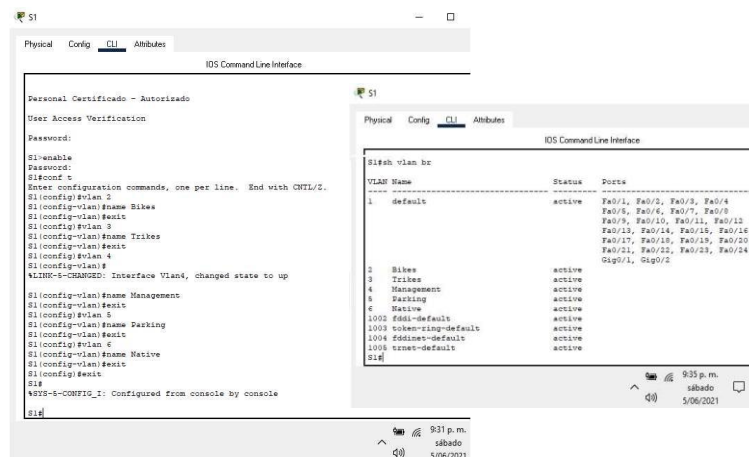 S1
Physical Config CLI Attributes
IOS Command Line Interface
Personal Certificado - Autorizado
User Access Verification
Password:
S1>enable
Password:
S1#conf t
Enter configuration commands, one per line. End with CNTL/Z.
S1(config)#vlan 2
S1(config-vlan)#name Bikes
S1(config-vlan)#exit
S1(config)#vlan 3
S1(config-vlan)#name Trikes
S1(config-vlan)#exit
S1(config)#vlan 4
S1(config-vlan)#
%LINK-5-CHANGED: Interface Vlan4, changed state to up
S1(config-vlan)#name Management
S1(config-vlan)#exit
S1(config)#vlan 5
S1(config-vlan)#name Parking
S1(config-vlan)#exit
S1(config)#vlan 6
S1(config-vlan)#name Native
S1(config-vlan)#exit
S1(config)#exit
S1#
%SYS-5-CONFIG_I: Configured from console by console
S1#
9:31 p. m.
sábado
5/06/2021
S1
Physical Config CLI Attributes
IOS Command Line Interface
S1#sh vlan br
VLAN Name Status Ports
1 default active Fa0/1, Fa0/2, Fa0/3, Fa0/4
Fa0/5, Fa0/6, Fa0/7, Fa0/8
Fa0/9, Fa0/10, Fa0/11, Fa0/12
Fa0/13, Fa0/14, Fa0/15, Fa0/16
Fa0/17, Fa0/18, Fa0/19, Fa0/20
Fa0/21, Fa0/22, Fa0/23, Fa0/24
Gig0/1, Gig0/2
2 Bikes active
3 Trikes active
4 Management active
5 Parking active
6 Native active
1002 fddi-default active
1003 token-ring-default active
1004 fddinet-default active
1005 trnet-default active
S1#
9:35 p. m.
sábado
5/06/2021